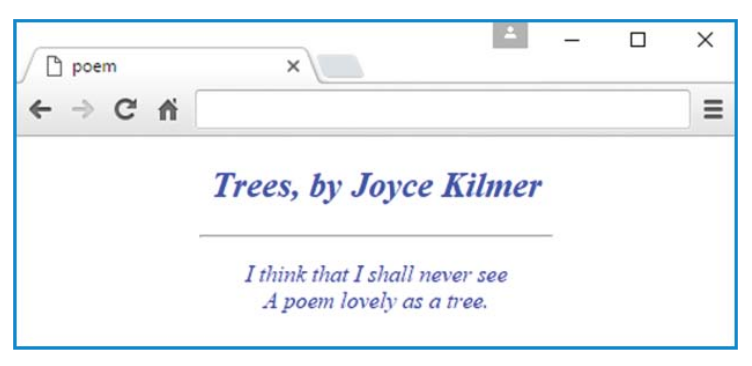 poem
Trees, by Joyce Kilmer
I think that I shall never see
A poem lovely as a tree.